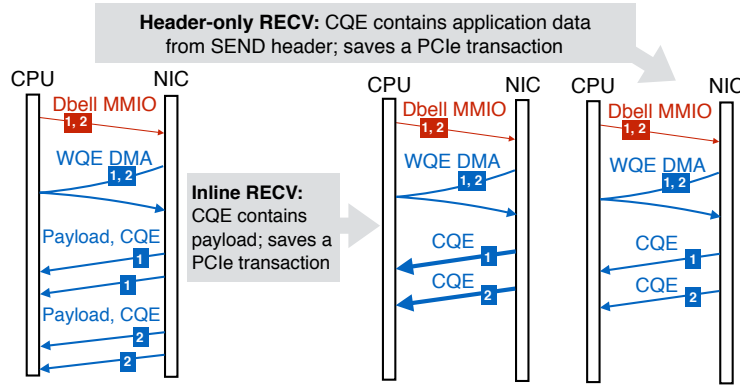 Header-only RECV: CQE contains application data
from SEND header; saves a PCIe transaction
CPU
NIC
Dbell MMIO
1, 2
WQE DMA
1, 2
Payload, CQE
1
1
Payload, CQE
2
2
Inline RECV:
CQE contains
payload; saves a
PCIe transaction
CPU
NIC
Dbell MMIO
1, 2
WQE DMA
1, 2
CQE
1
CQE
2
CPU
NIC
Dbell MMIO
1, 2
WQE DMA
1, 2
CQE
1
CQE
2